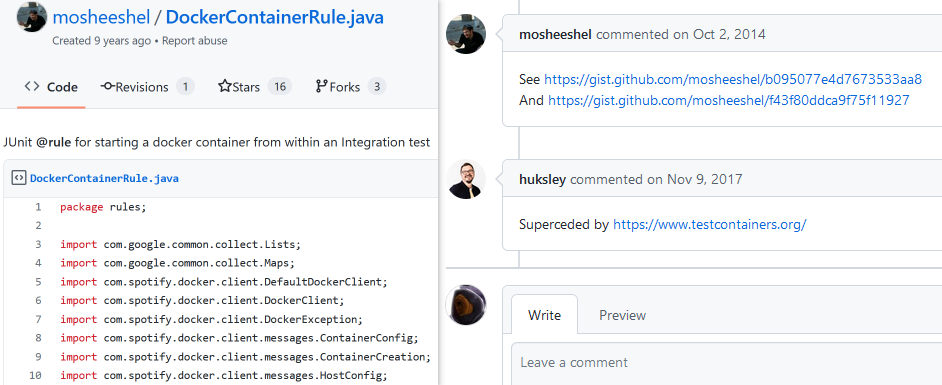 mosheeshel / DockerContainerRule.java
Created 9 years ago • Report abuse
Code
Revisions 1
Stars 16
Forks 3
JUnit @rule for starting a docker container from within an Integration test
DockerContainerRule.java
1 package rules;
2
3 import com.google.common.collect.Lists;
4 import com.google.common.collect.Maps;
5 import com.spotify.docker.client.DefaultDockerClient;
6 import com.spotify.docker.client.DockerClient;
7 import com.spotify.docker.client.DockerException;
8 import com.spotify.docker.client.messages.ContainerConfig;
9 import com.spotify.docker.client.messages.ContainerCreation;
10 import com.spotify.docker.client.messages.HostConfig;
mosheeshel commented on Oct 2, 2014
See https://gist.github.com/mosheeshel/b095077e4d7673533aa8
And https://gist.github.com/mosheeshel/f43f80ddca9f75f11927
huksley commented on Nov 9, 2017
Superceded by https://www.testcontainers.org/
Write
Preview
Leave a comment